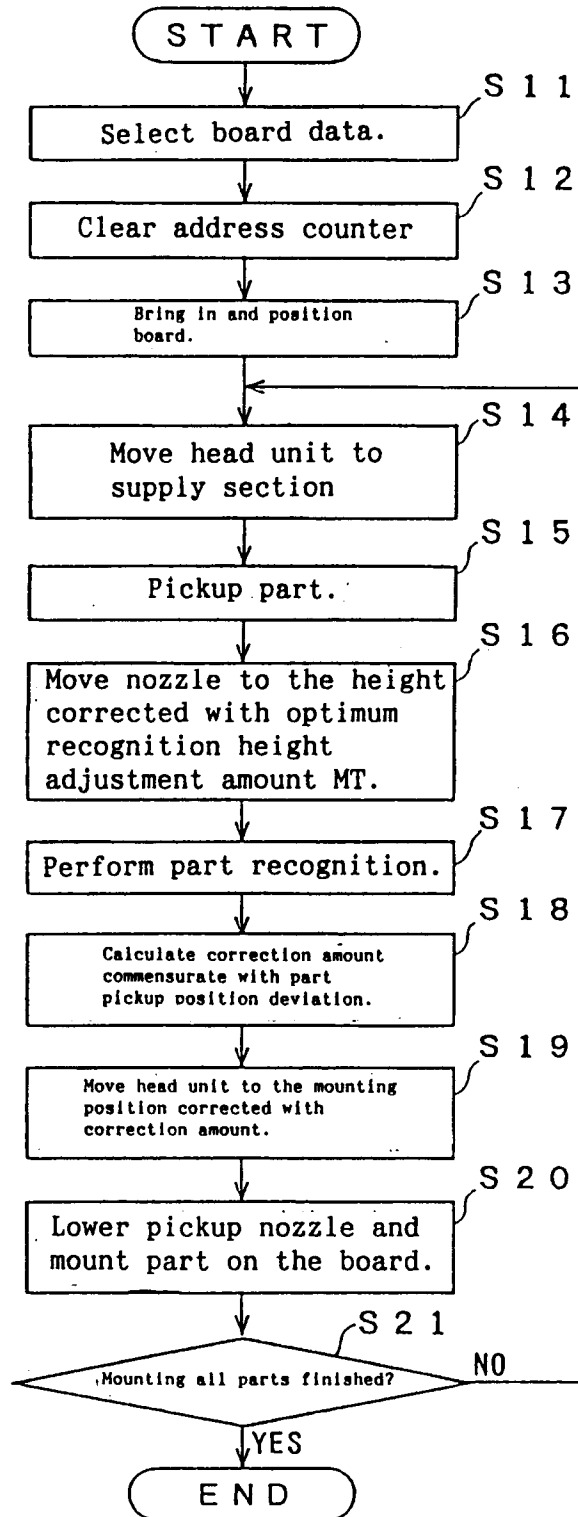 START
S11
Select board data.
S12
Clear address counter
S13
Bring in and position
board.
S14
Move head unit to
supply section
S15
Pickup part.
S16
Move nozzle to the height
corrected with optimum
recognition height
adjustment amount MT.
S17
Perform part recognition.
S18
Calculate correction amount
commensurate with part
pickup position deviation.
S19
Move head unit to the mounting
position corrected with
correction amount.
S20
Lower pickup nozzle and
mount part on the board.
S21
Mounting all parts finished?
NO
YES
END